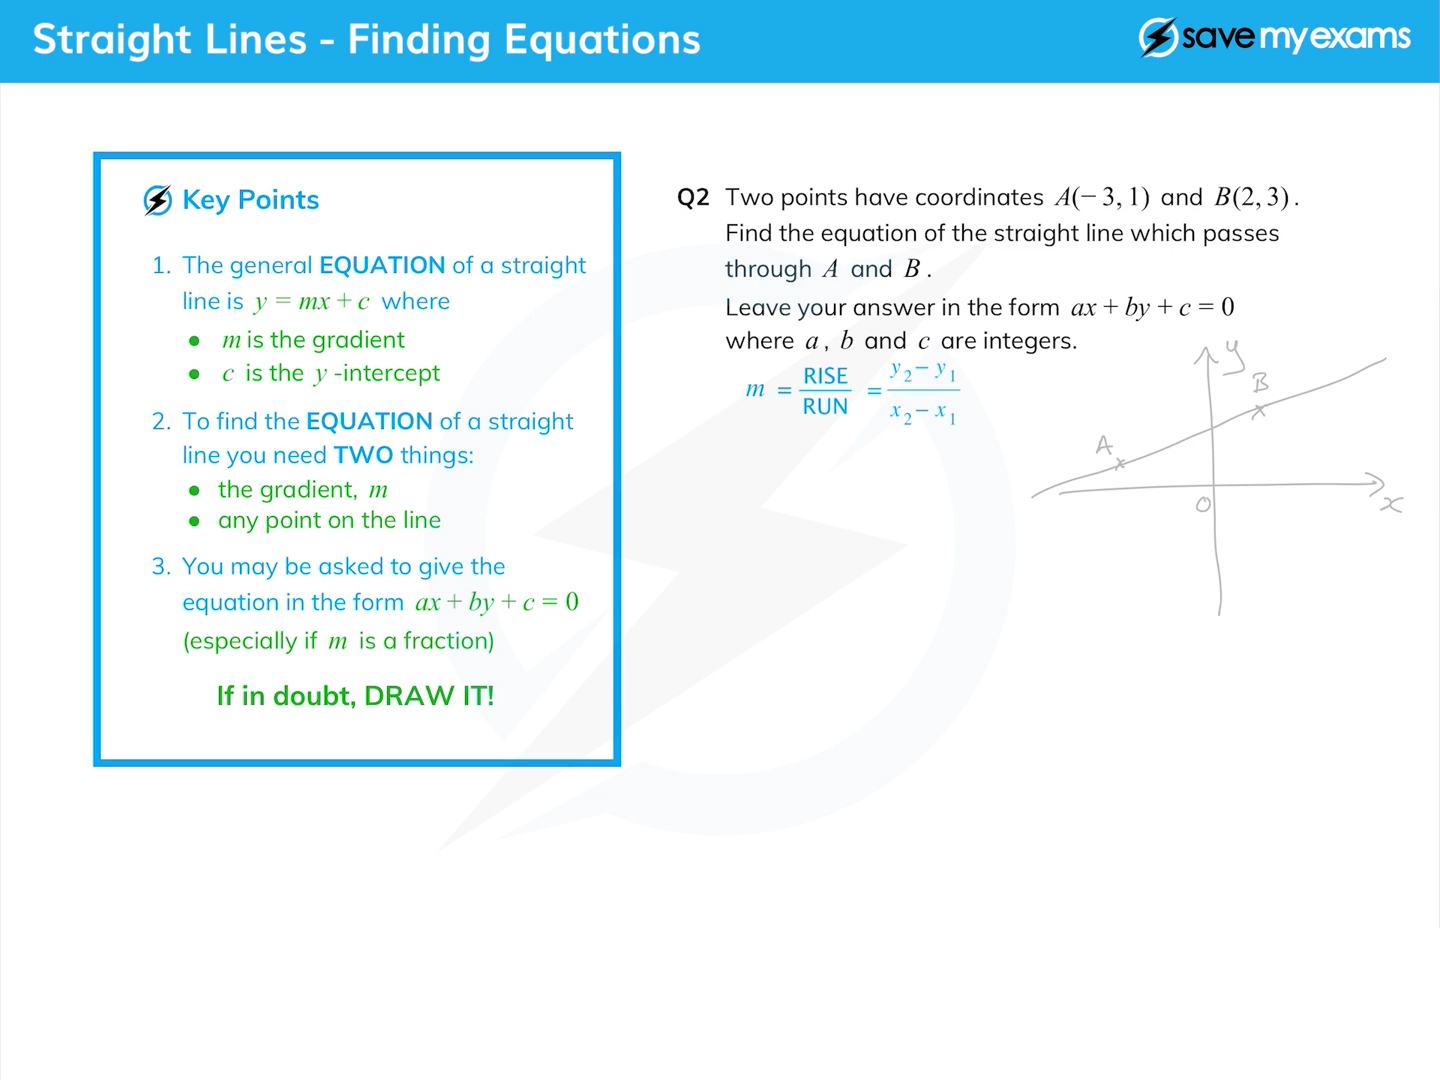 Straight Lines - Finding Equations
save my exams
Key Points
1. The general EQUATION of a straight
line is y = mx + c where
• m is the gradient
• c is the y -intercept
2. To find the EQUATION of a straight
line you need TWO things:
• the gradient, m
• any point on the line
3. You may be asked to give the
equation in the form ax + by + c = 0
(especially if m is a fraction)
If in doubt, DRAW IT!
Q2 Two points have coordinates A(− 3, 1) and B(2, 3).
Find the equation of the straight line which passes
through A and B.
Leave your answer in the form ax + by + c = 0
where a, b and c are integers.
m = RISE/RUN = y₂ − y₁/x₂ − x₁
y
B
A
O
x